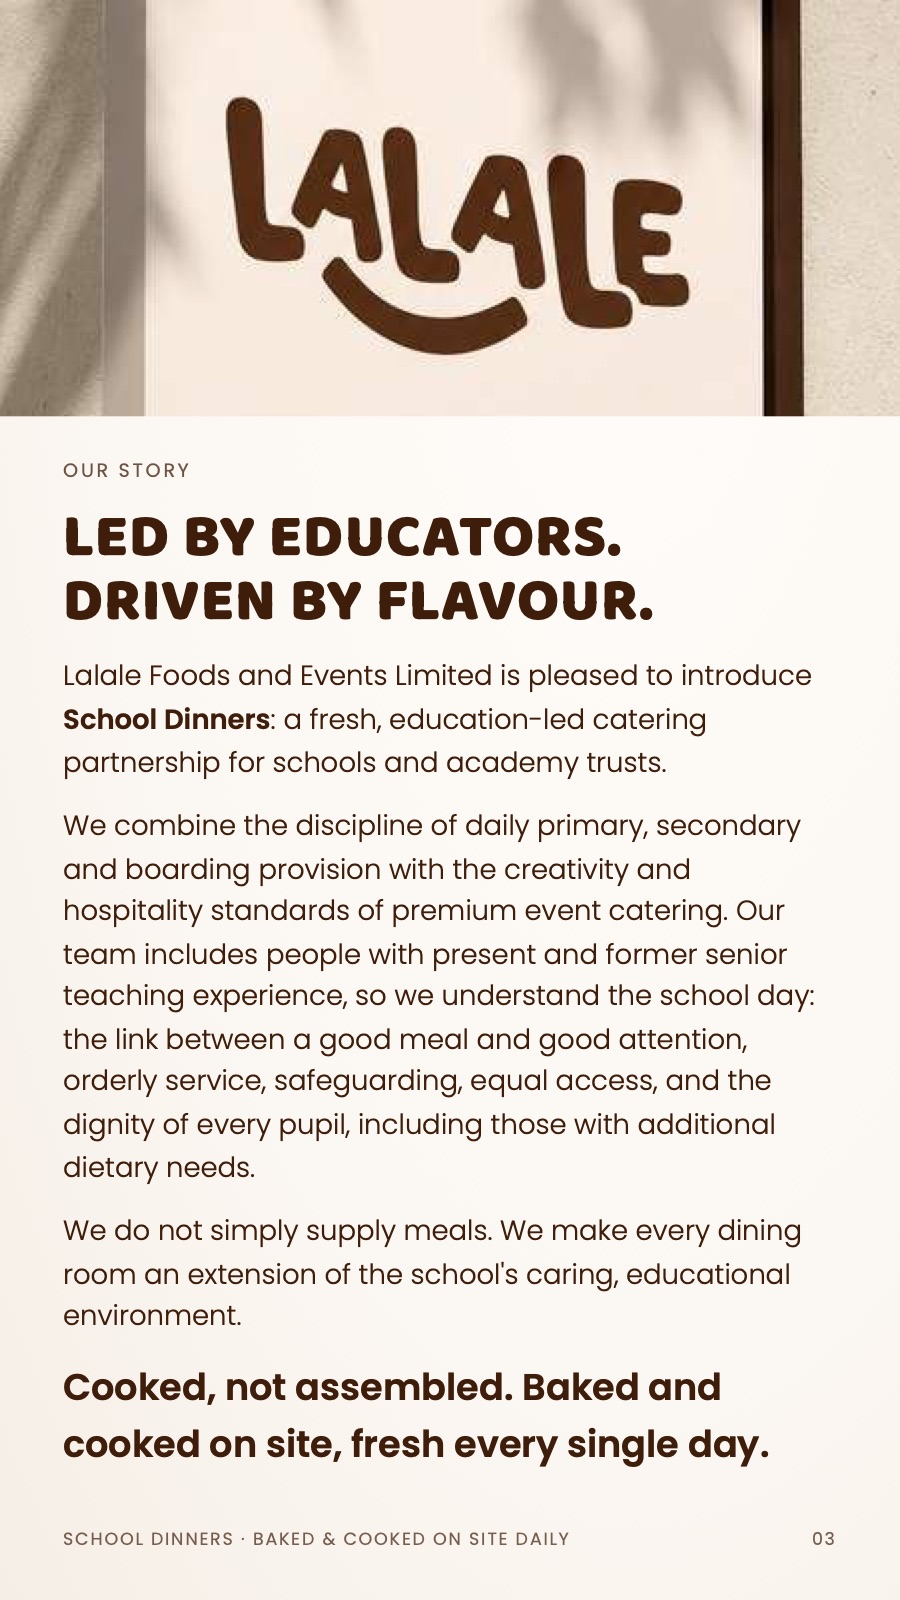 LALALE
OUR STORY
LED BY EDUCATORS.
DRIVEN BY FLAVOUR.
Lalale Foods and Events Limited is pleased to introduce
School Dinners: a fresh, education-led catering
partnership for schools and academy trusts.
We combine the discipline of daily primary, secondary
and boarding provision with the creativity and
hospitality standards of premium event catering. Our
team includes people with present and former senior
teaching experience, so we understand the school day:
the link between a good meal and good attention,
orderly service, safeguarding, equal access, and the
dignity of every pupil, including those with additional
dietary needs.
We do not simply supply meals. We make every dining
room an extension of the school's caring, educational
environment.
Cooked, not assembled. Baked and
cooked on site, fresh every single day.
SCHOOL DINNERS · BAKED & COOKED ON SITE DAILY 03